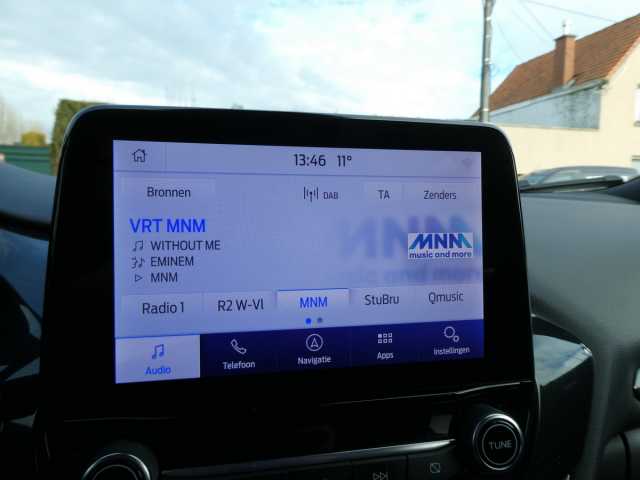 13:46 11°
Bronnen DAB TA Zenders
VRT MNM
WITHOUT ME
EMINEM
MNM
MNM
music and more
Radio 1 R2 W-Vl MNM StuBru Qmusic
Audio Telefoon Navigatie Apps Instellingen
TUNE